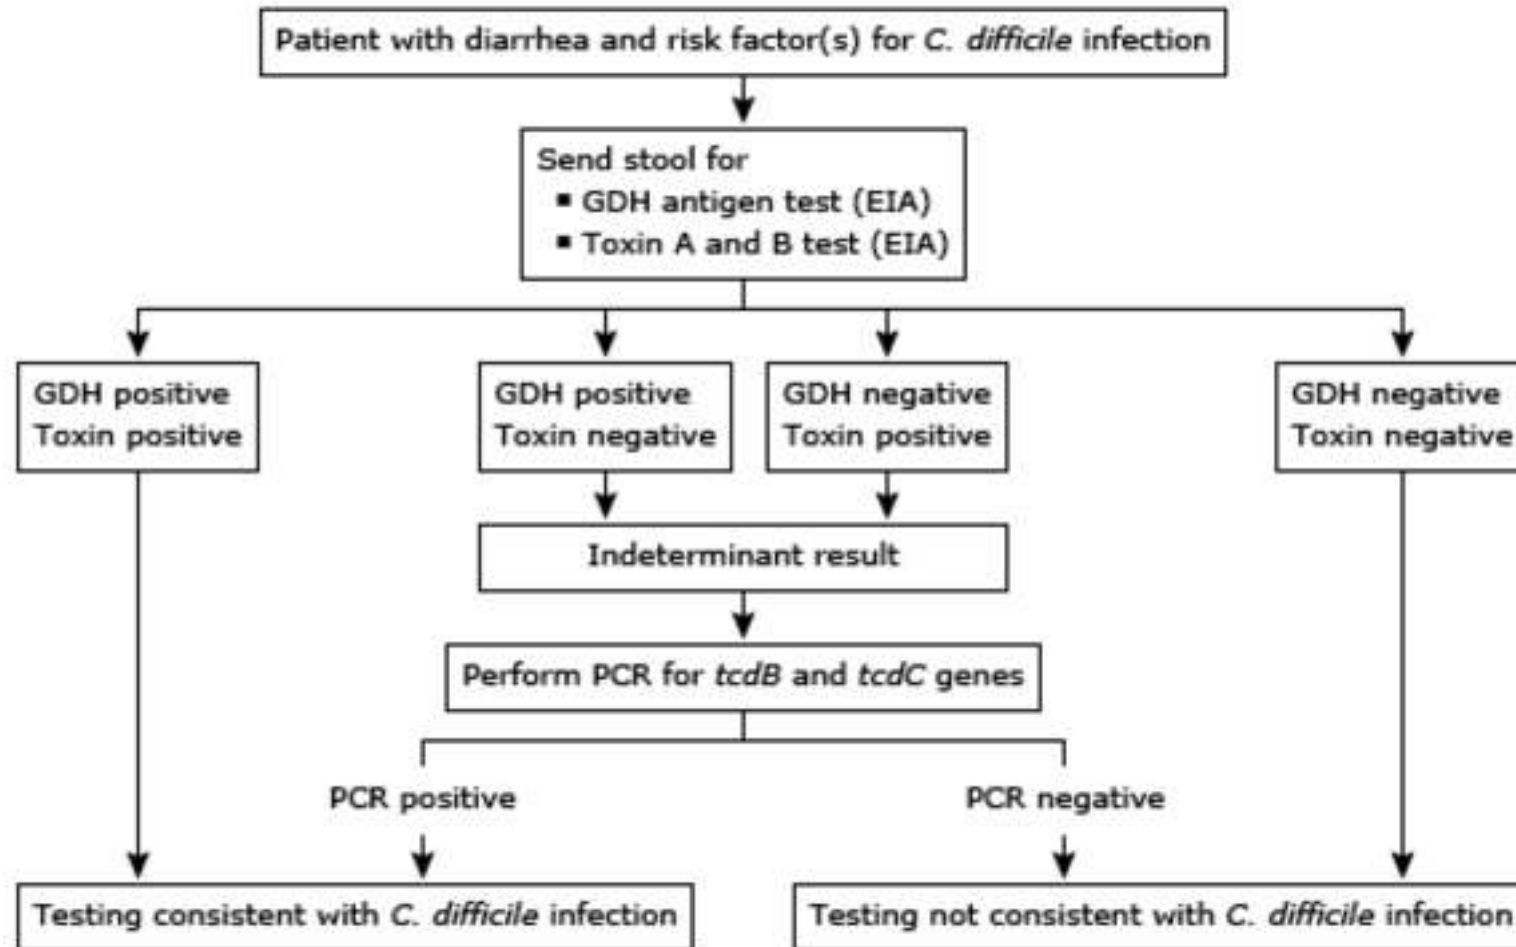 Patient with diarrhea and risk factor(s) for C. difficile infection
Send stool for
▪ GDH antigen test (EIA)
▪ Toxin A and B test (EIA)
GDH positive
Toxin positive
GDH positive
Toxin negative
GDH negative
Toxin positive
GDH negative
Toxin negative
Indeterminant result
Perform PCR for tcdB and tcdC genes
PCR positive
PCR negative
Testing consistent with C. difficile infection
Testing not consistent with C. difficile infection